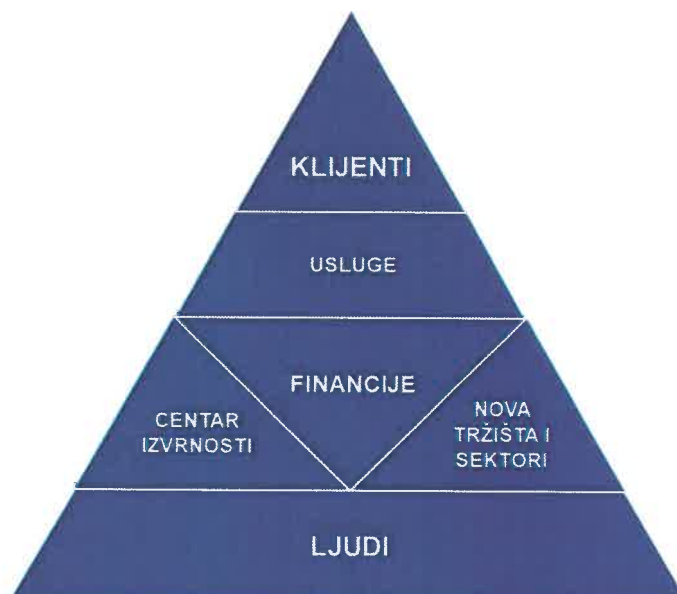 KLIJENTI
USLUGE
FINANCIJE
CENTAR
IZVRNOSTI
NOVA
TRŽIŠTA I
SEKTORI
LJUDI